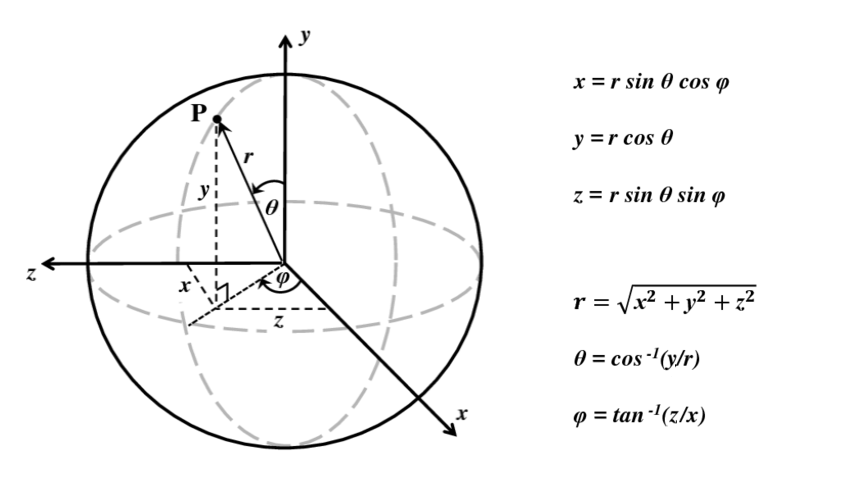 y
P
r
y
θ
z
x
φ
z
x
x = r sin θ cos φ
y = r cos θ
z = r sin θ sin φ
r = √x² + y² + z²
θ = cos ⁻¹(y/r)
φ = tan ⁻¹(z/x)